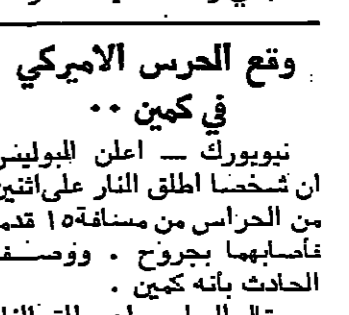 وقع الحرس الاميركي
في كمين ..
نيويورك — اعلن البوليس
ان شخصا اطلق النار على اثنين
من الحراس من مسافة ١٥ قدما
فأصابهما بجروح . ووصف
الحادث بأنه كمين .